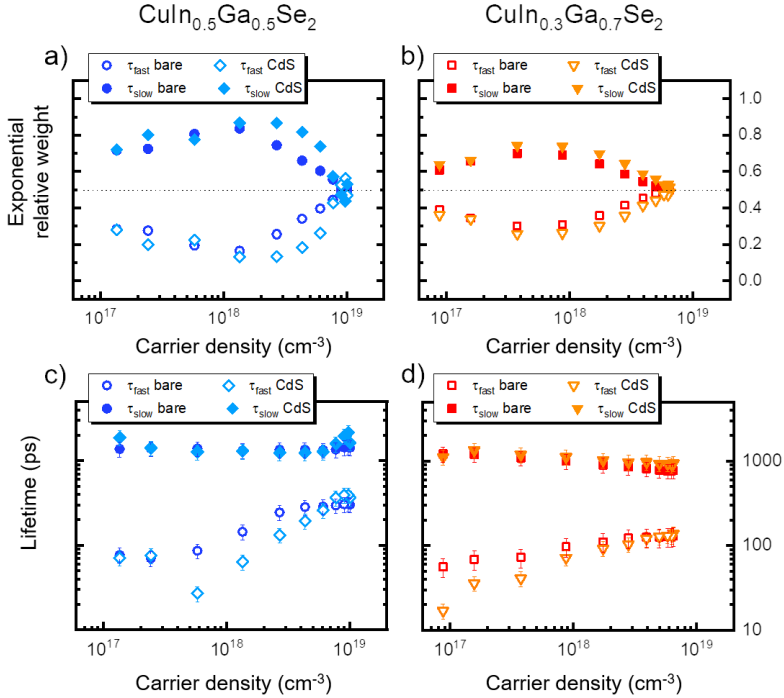 CuIn0.5Ga0.5Se2
CuIn0.3Ga0.7Se2
a)
τfast bare
τfast CdS
τslow bare
τslow CdS
b)
τfast bare
τfast CdS
τslow bare
τslow CdS
Exponential
relative weight
1.0
0.8
0.6
0.4
0.2
0.0
10^17
10^18
10^19
10^17
10^18
10^19
Carrier density (cm^-3)
Carrier density (cm^-3)
c)
τfast bare
τfast CdS
τslow bare
τslow CdS
d)
τfast bare
τfast CdS
τslow bare
τslow CdS
Lifetime (ps)
1000
100
10
10^17
10^18
10^19
10^17
10^18
10^19
Carrier density (cm^-3)
Carrier density (cm^-3)